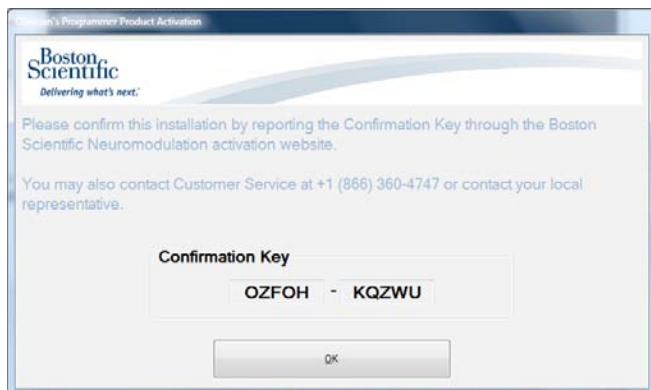 Clinician's Programmer Product Activation
Boston
Scientific
Delivering what's next.™
Please confirm this installation by reporting the Confirmation Key through the Boston
Scientific Neuromodulation activation website.
You may also contact Customer Service at +1 (866) 360-4747 or contact your local
representative.
Confirmation Key
OZFOH - KQZWU
OK